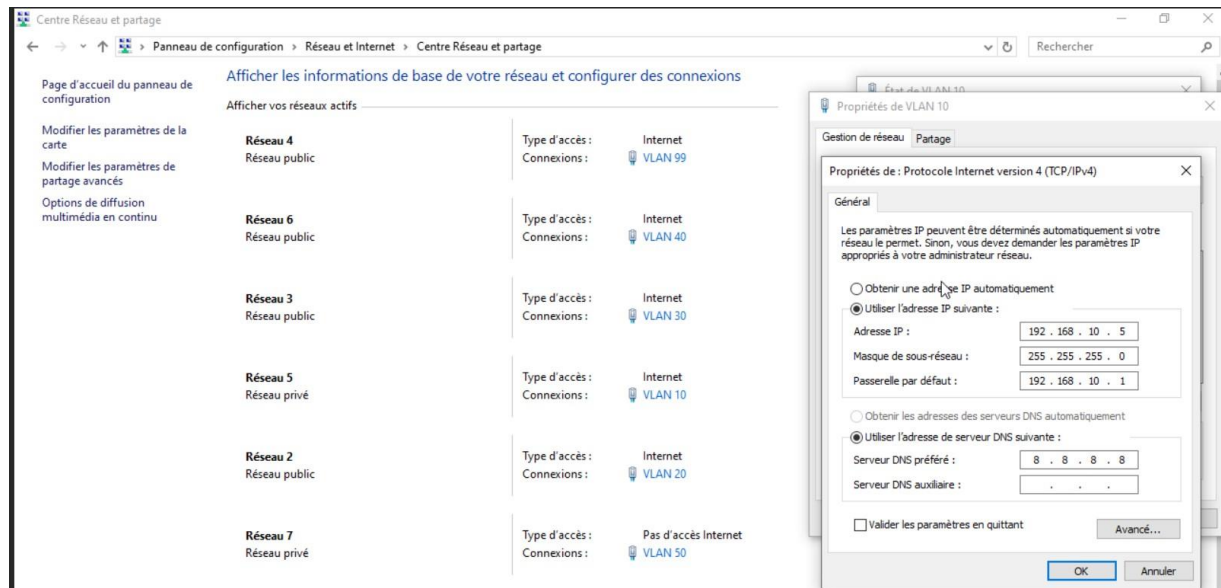 Centre Réseau et partage
Panneau de configuration › Réseau et Internet › Centre Réseau et partage
Rechercher
Page d'accueil du panneau de
configuration
Modifier les paramètres de la
carte
Modifier les paramètres de
partage avancés
Options de diffusion
multimédia en continu
Afficher les informations de base de votre réseau et configurer des connexions
Afficher vos réseaux actifs
Réseau 4
Réseau public
Type d'accès : Internet
Connexions : VLAN 99
Réseau 6
Réseau public
Type d'accès : Internet
Connexions : VLAN 40
Réseau 3
Réseau public
Type d'accès : Internet
Connexions : VLAN 30
Réseau 5
Réseau privé
Type d'accès : Internet
Connexions : VLAN 10
Réseau 2
Réseau public
Type d'accès : Internet
Connexions : VLAN 20
Réseau 7
Réseau privé
Type d'accès : Pas d'accès Internet
Connexions : VLAN 50
État de VLAN 10
Propriétés de VLAN 10
Gestion de réseau Partage
Propriétés de : Protocole Internet version 4 (TCP/IPv4)
Général
Les paramètres IP peuvent être déterminés automatiquement si votre
réseau le permet. Sinon, vous devez demander les paramètres IP
appropriés à votre administrateur réseau.
Obtenir une adresse IP automatiquement
Utiliser l'adresse IP suivante :
Adresse IP : 192 . 168 . 10 . 5
Masque de sous-réseau : 255 . 255 . 255 . 0
Passerelle par défaut : 192 . 168 . 10 . 1
Obtenir les adresses des serveurs DNS automatiquement
Utiliser l'adresse de serveur DNS suivante :
Serveur DNS préféré : 8 . 8 . 8 . 8
Serveur DNS auxiliaire : . . .
Valider les paramètres en quittant
Avancé...
OK Annuler